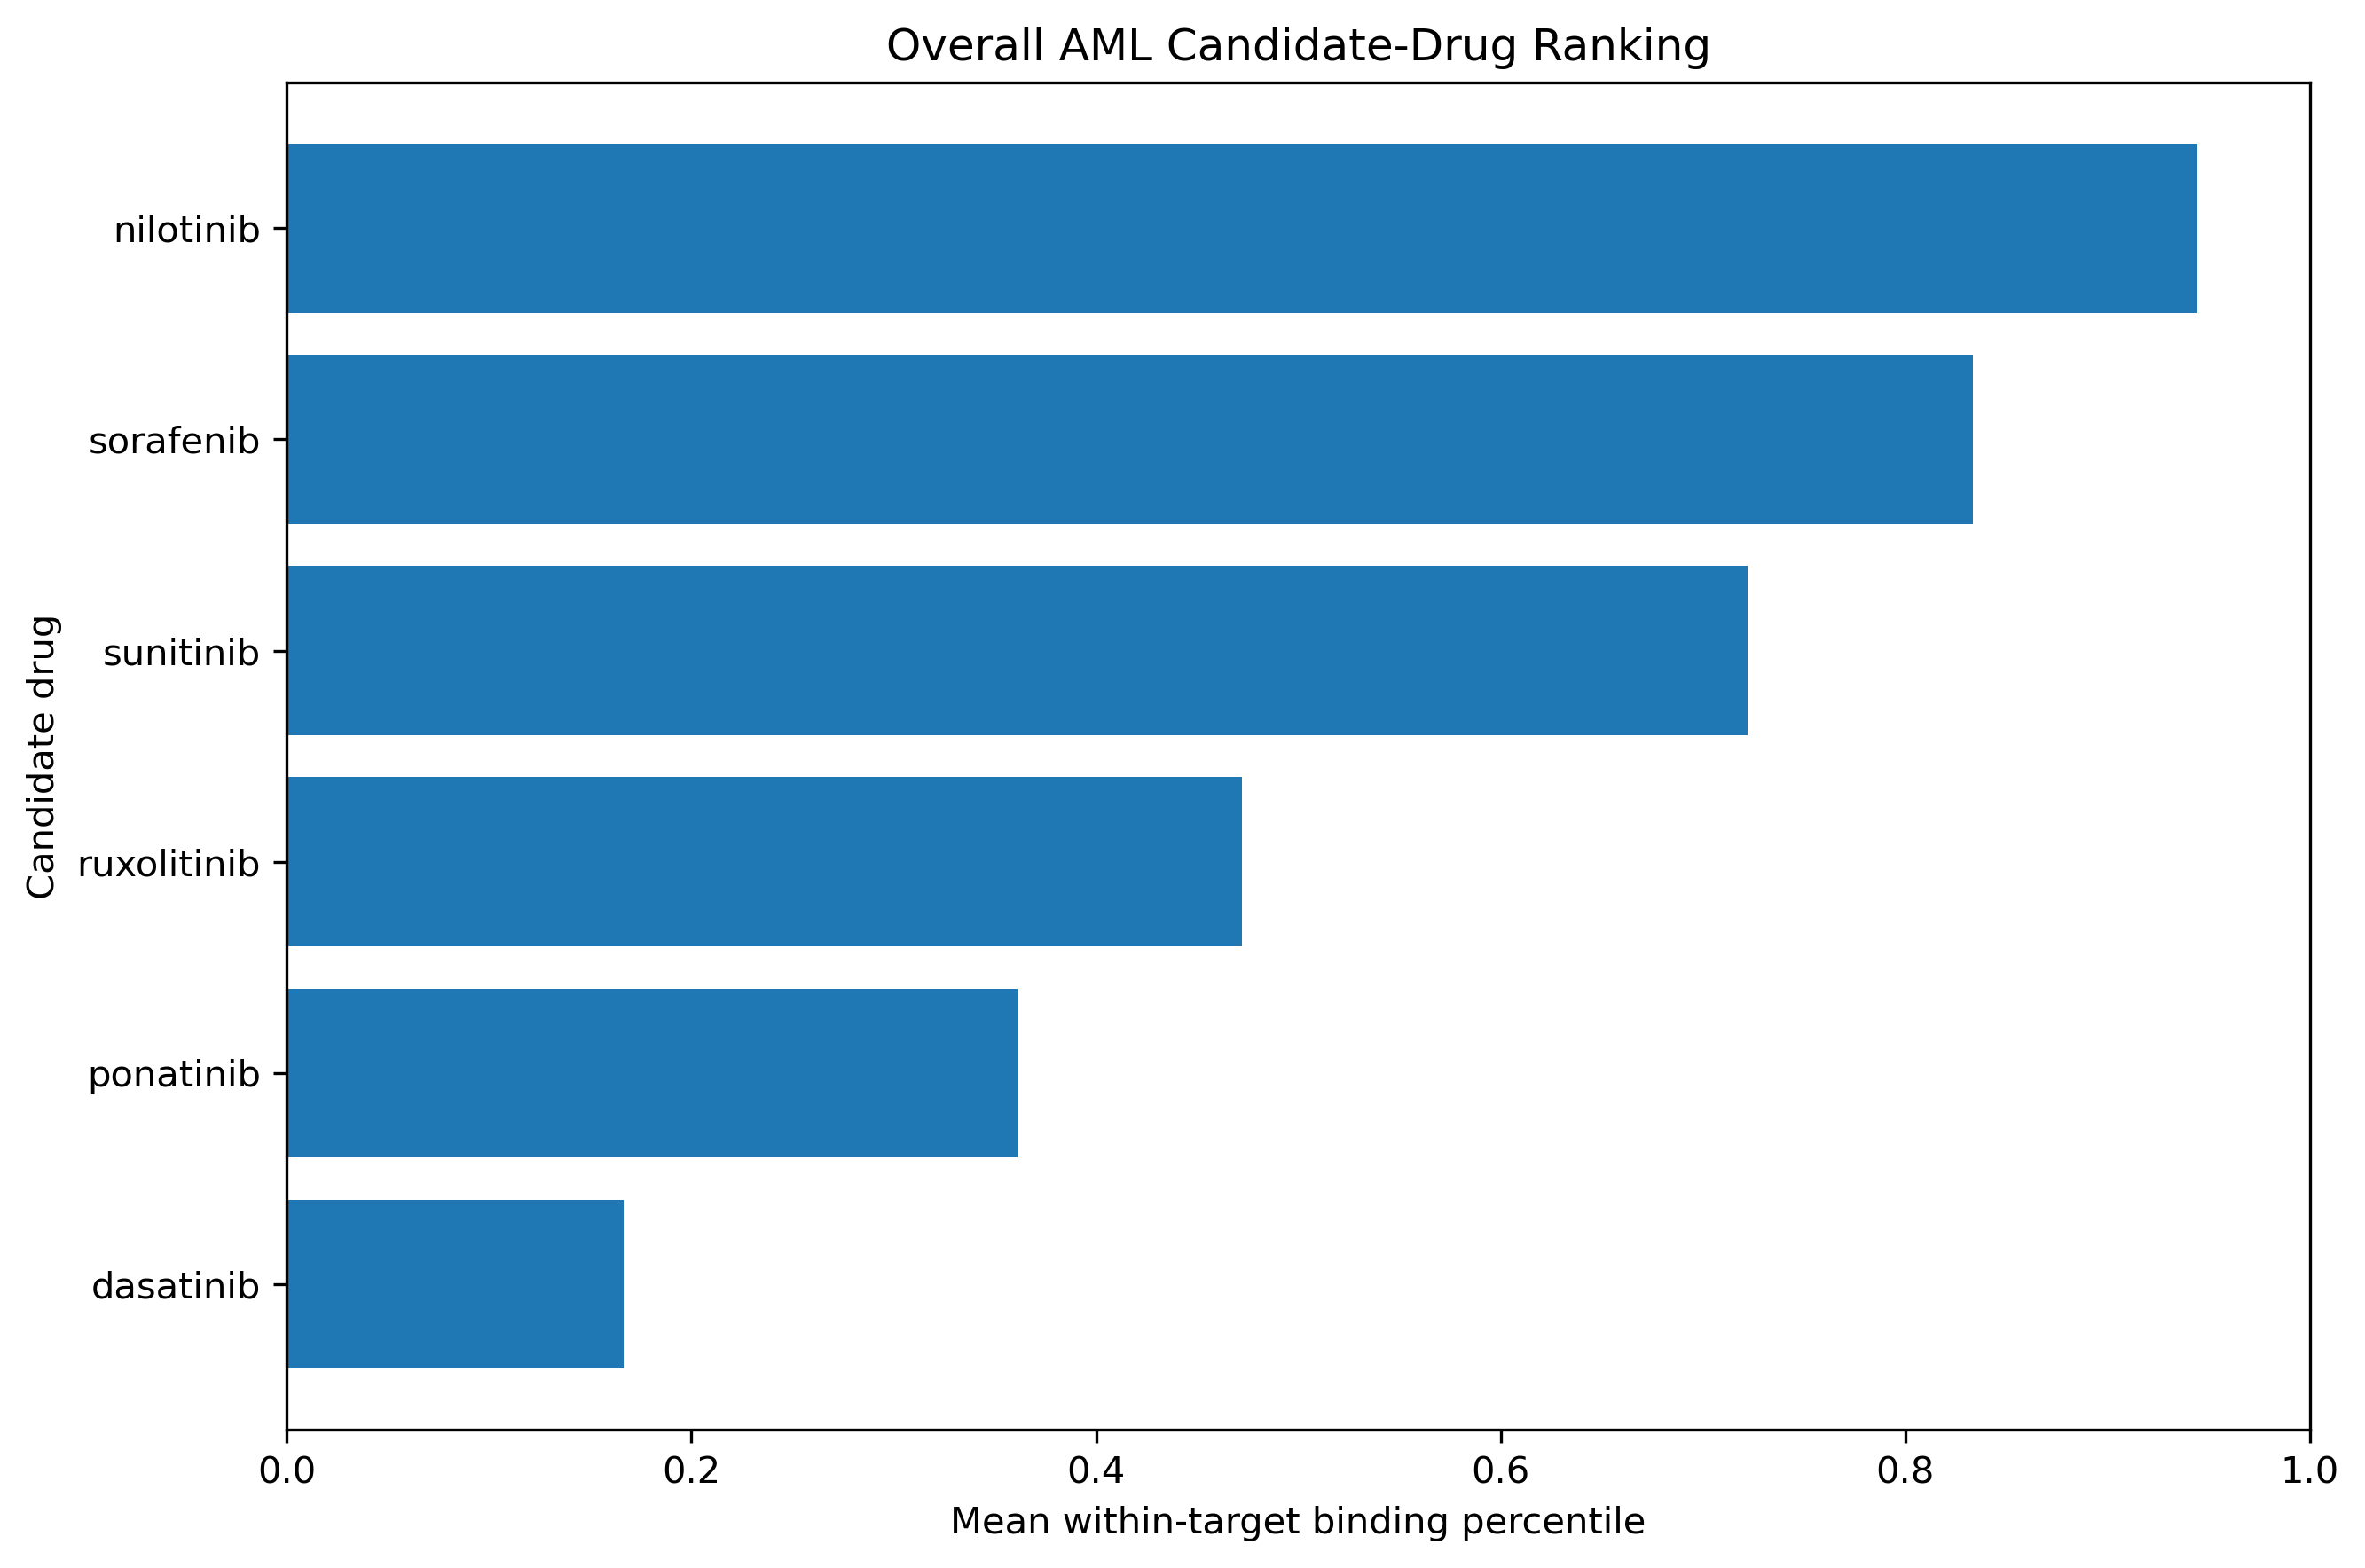 Overall AML Candidate-Drug Ranking
Candidate drug
nilotinib
sorafenib
sunitinib
ruxolitinib
ponatinib
dasatinib
0.0 0.2 0.4 0.6 0.8 1.0
Mean within-target binding percentile